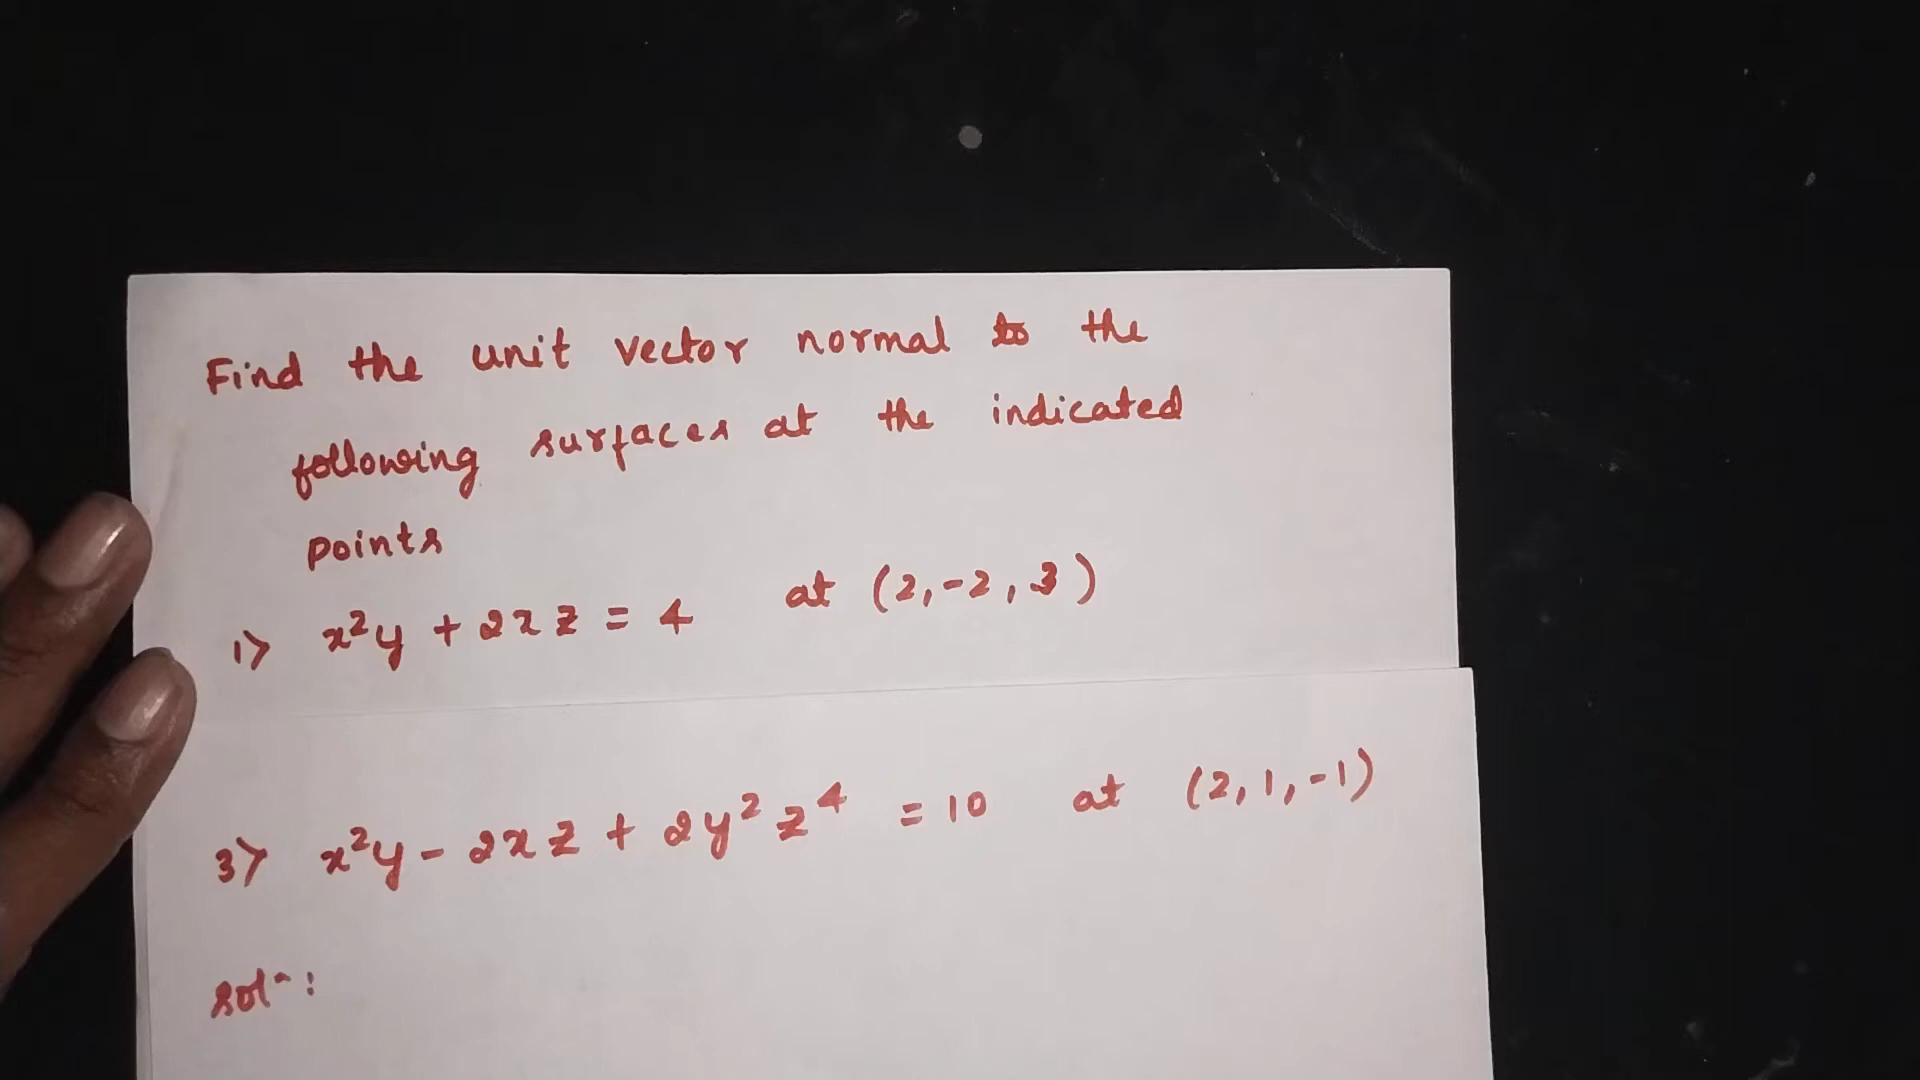 Find the unit vector normal to the
following surfaces at the indicated
points
1) x²y + 2xz = 4 at (2,-2,3)
3) x²y - 2xz + 2y²z⁴ = 10 at (2,1,-1)
solⁿ: